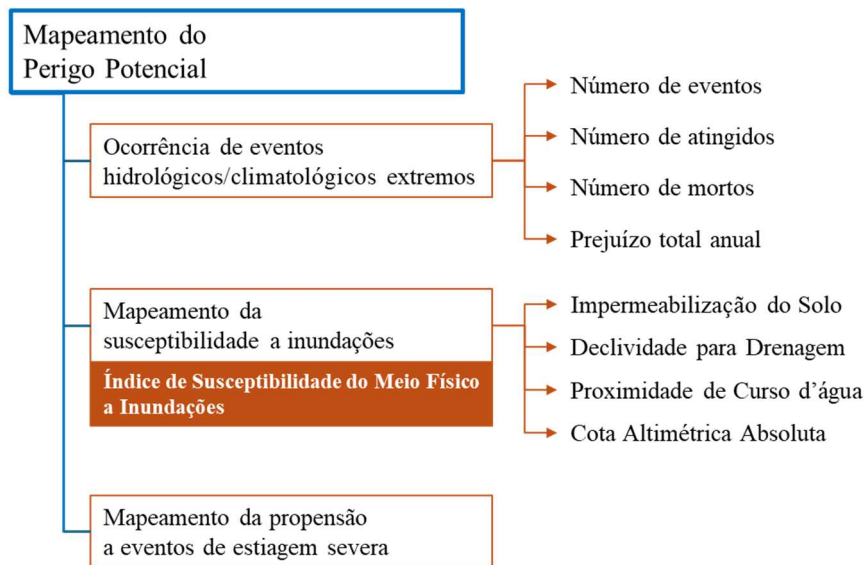 Mapeamento do
Perigo Potencial
Ocorrência de eventos
hidrológicos/climatológicos extremos
Número de eventos
Número de atingidos
Número de mortos
Prejuízo total anual
Mapeamento da
susceptibilidade a inundações
Índice de Susceptibilidade do Meio Físico
a Inundações
Impermeabilização do Solo
Declividade para Drenagem
Proximidade de Curso d'água
Cota Altimétrica Absoluta
Mapeamento da propensão
a eventos de estiagem severa